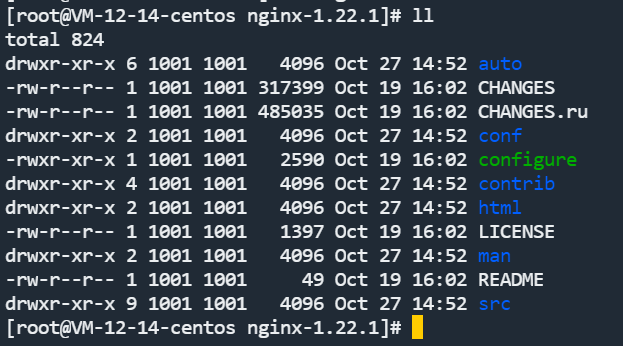 [root@VM-12-14-centos nginx-1.22.1]# ll
total 824
drwxr-xr-x 6 1001 1001   4096 Oct 27 14:52 auto
-rw-r--r-- 1 1001 1001 317399 Oct 19 16:02 CHANGES
-rw-r--r-- 1 1001 1001 485035 Oct 19 16:02 CHANGES.ru
drwxr-xr-x 2 1001 1001   4096 Oct 27 14:52 conf
-rwxr-xr-x 1 1001 1001   2590 Oct 19 16:02 configure
drwxr-xr-x 4 1001 1001   4096 Oct 27 14:52 contrib
drwxr-xr-x 2 1001 1001   4096 Oct 27 14:52 html
-rw-r--r-- 1 1001 1001   1397 Oct 19 16:02 LICENSE
drwxr-xr-x 2 1001 1001   4096 Oct 27 14:52 man
-rw-r--r-- 1 1001 1001     49 Oct 19 16:02 README
drwxr-xr-x 9 1001 1001   4096 Oct 27 14:52 src
[root@VM-12-14-centos nginx-1.22.1]#